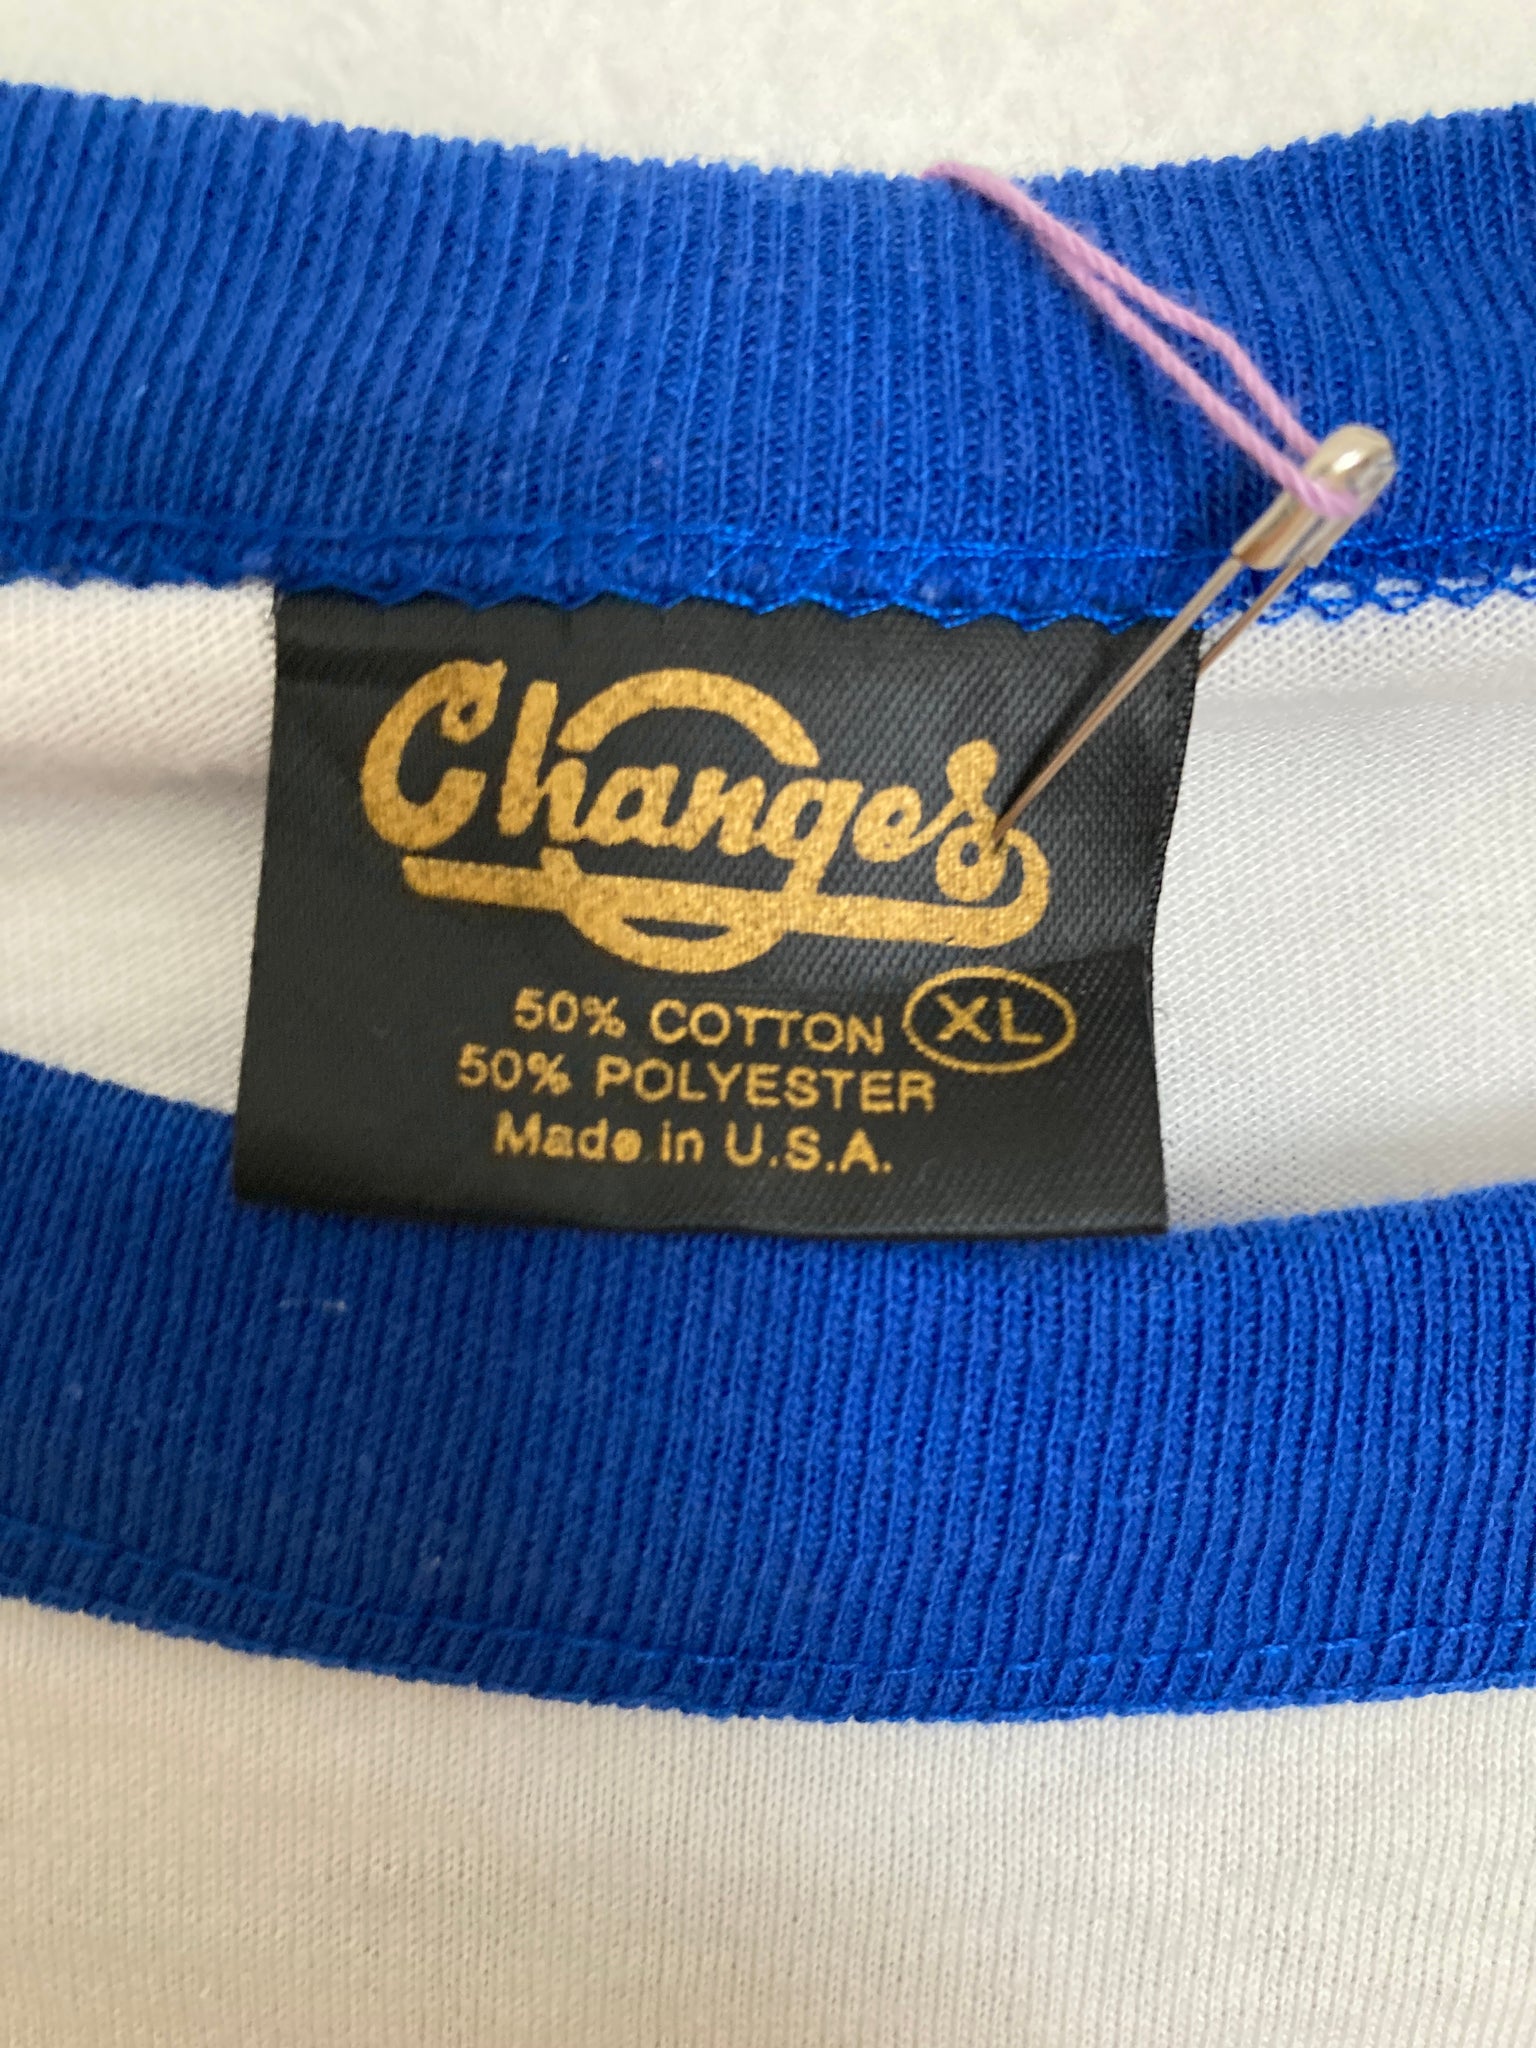 Changes
50% COTTON XL
50% POLYESTER
Made in U.S.A.